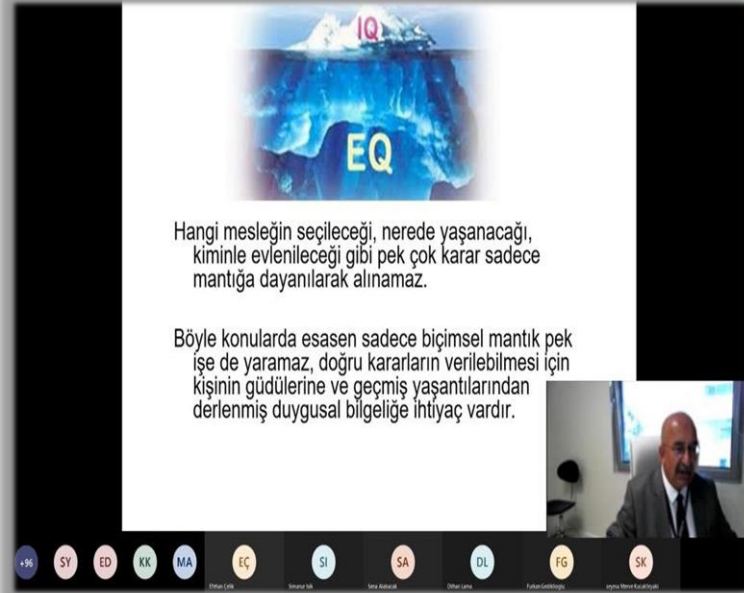 IQ
EQ
Hangi mesleğin seçileceği, nerede yaşanacağı,
kiminle evlenileceği gibi pek çok karar sadece
mantığa dayanılarak alınamaz.
Böyle konularda esasen sadece biçimsel mantık pek
işe de yaramaz, doğru kararların verilebilmesi için
kişinin güdülerine ve geçmiş yaşantılarından
derlenmiş duygusal bilgeliğe ihtiyaç vardır.
+96 SY ED KK MA EÇ SI SA DL FG SK